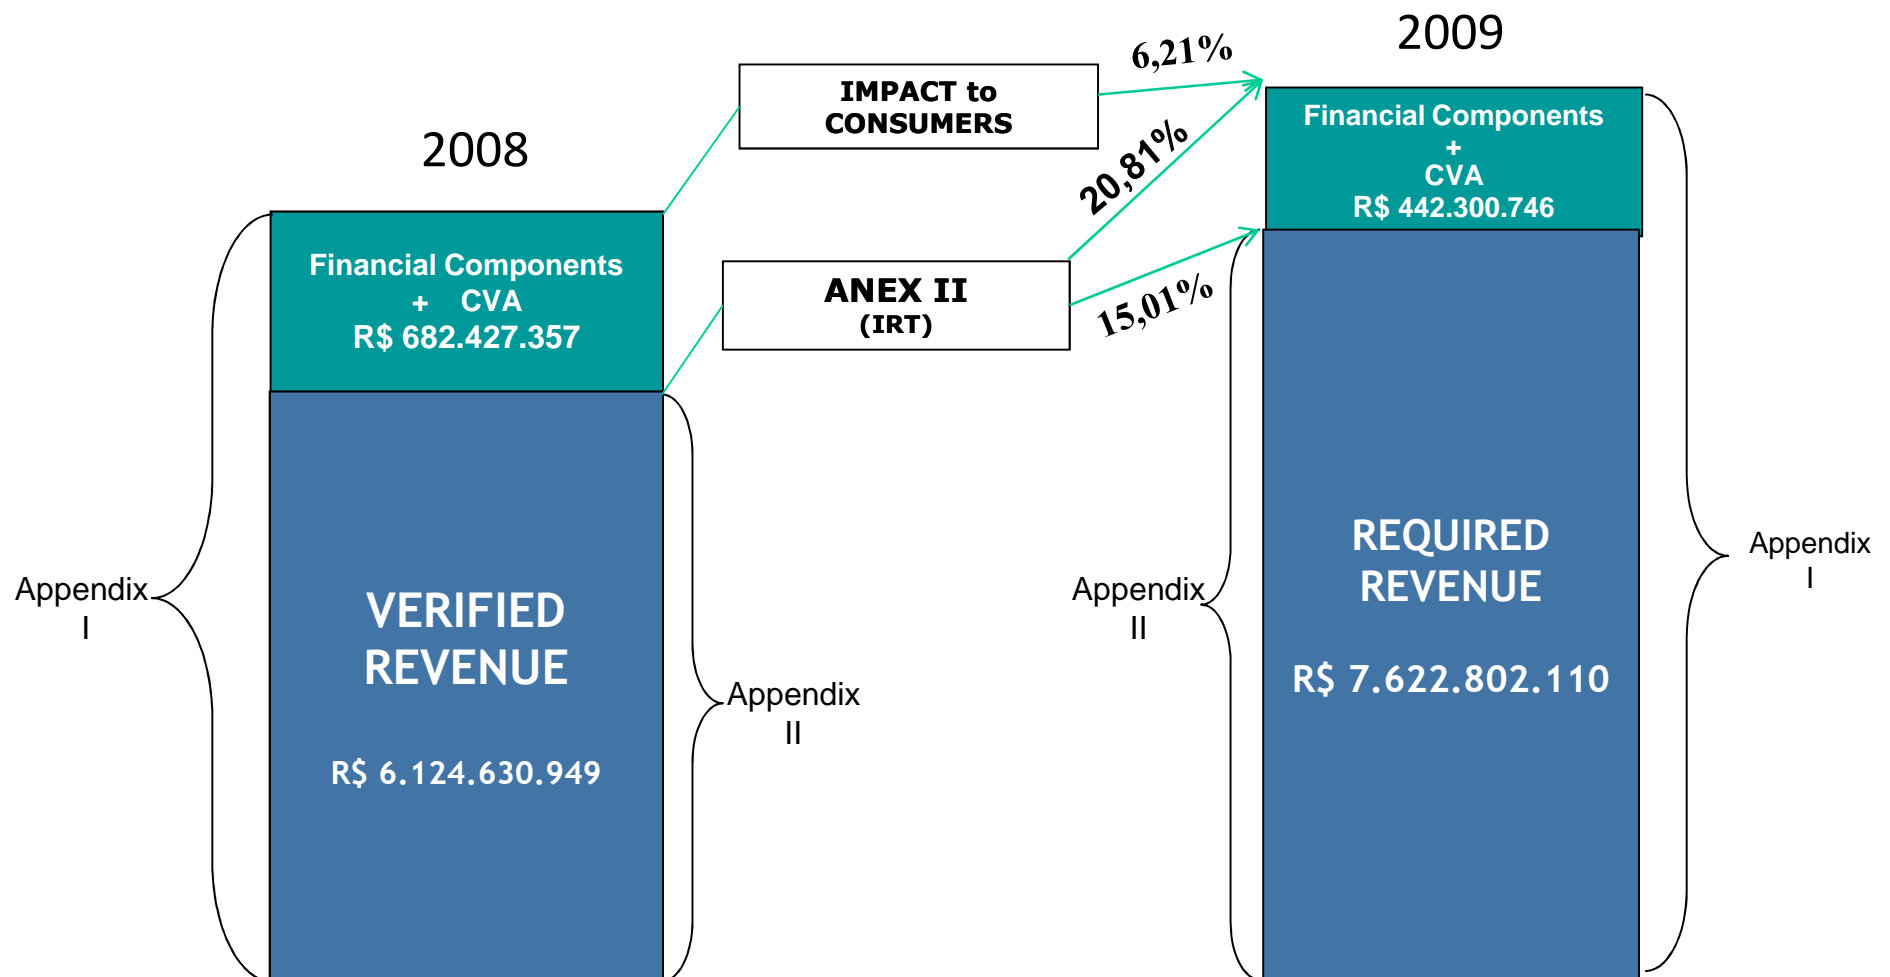 2008
Financial Components
+ CVA
R$ 682.427.357
VERIFIED
REVENUE
R$ 6.124.630.949
Appendix
I
Appendix
II
IMPACT to
CONSUMERS
6,21%
20,81%
ANEX II
(IRT)
15,01%
2009
Financial Components
+
CVA
R$ 442.300.746
REQUIRED
REVENUE
R$ 7.622.802.110
Appendix
II
Appendix
I